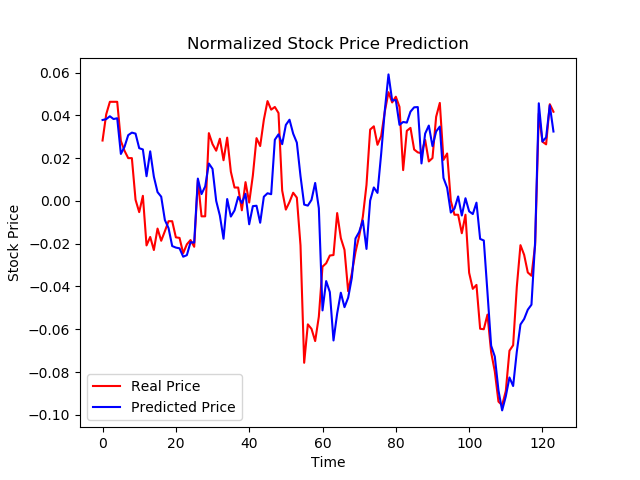 Normalized Stock Price Prediction
0.06
0.04
0.02
0.00
−0.02
−0.04
−0.06
−0.08
−0.10
Stock Price
Real Price
Predicted Price
0 20 40 60 80 100 120
Time